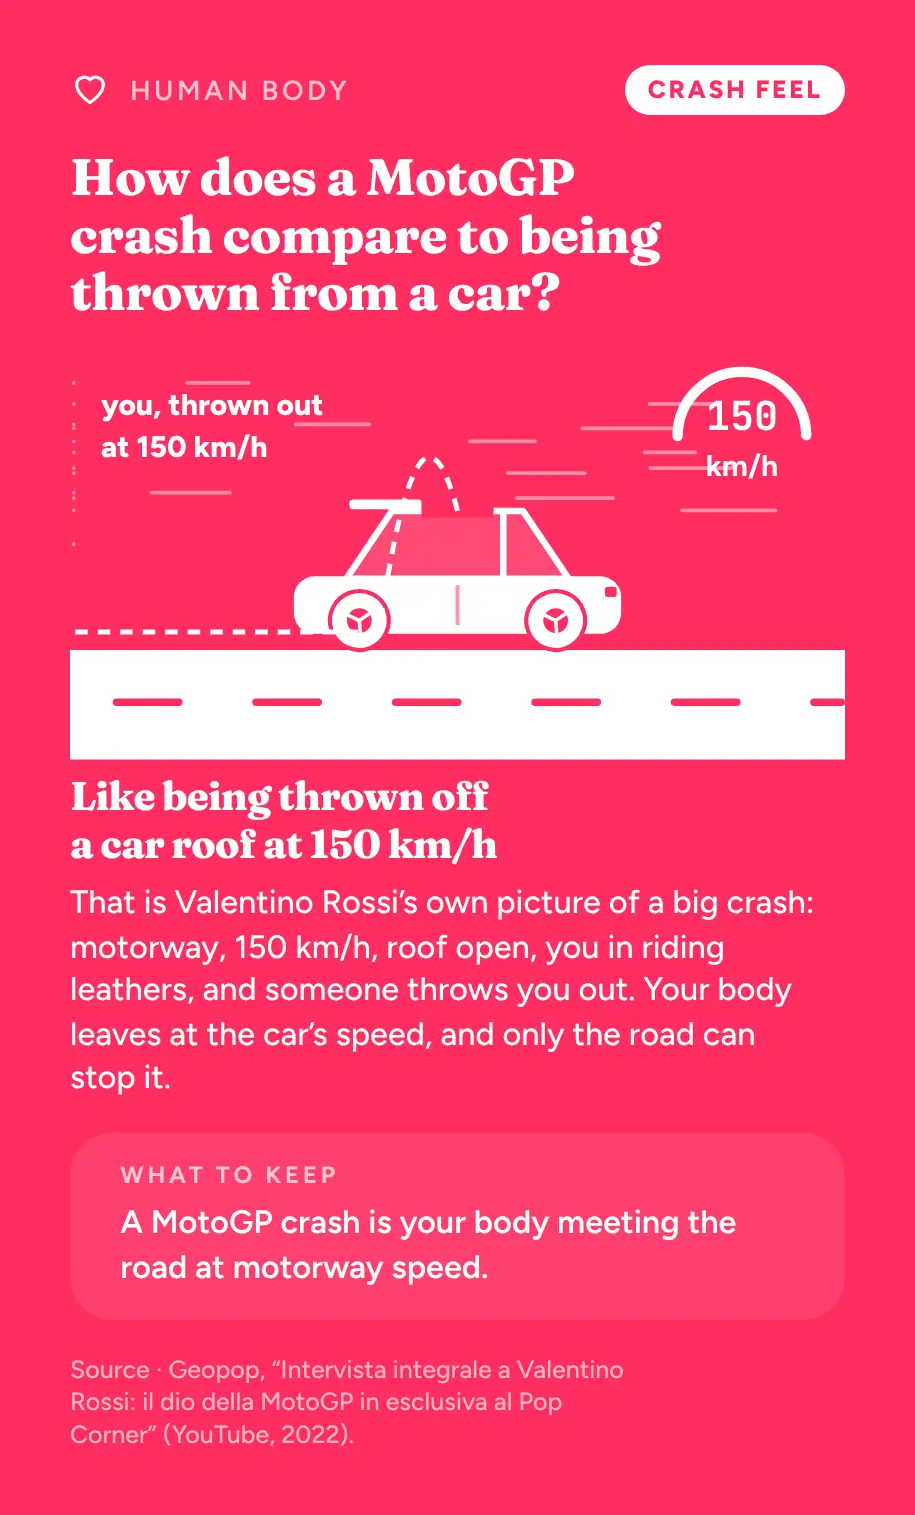 HUMAN BODY
CRASH FEEL
How does a MotoGP
crash compare to being
thrown from a car?
you, thrown out
at 150 km/h
150
km/h
Like being thrown off
a car roof at 150 km/h
That is Valentino Rossi’s own picture of a big crash:
motorway, 150 km/h, roof open, you in riding
leathers, and someone throws you out. Your body
leaves at the car’s speed, and only the road can
stop it.
WHAT TO KEEP
A MotoGP crash is your body meeting the
road at motorway speed.
Source · Geopop, “Intervista integrale a Valentino
Rossi: il dio della MotoGP in esclusiva al Pop
Corner” (YouTube, 2022).